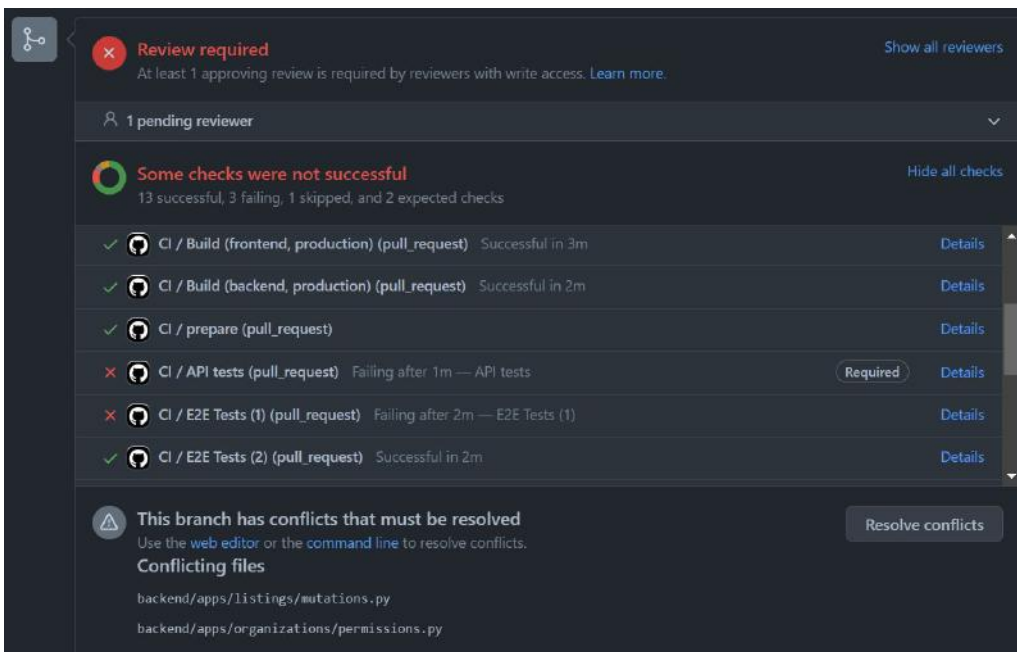 Review required
Show all reviewers
At least 1 approving review is required by reviewers with write access. Learn more.
1 pending reviewer
Some checks were not successful
Hide all checks
13 successful, 3 failing, 1 skipped, and 2 expected checks
CI / Build (frontend, production) (pull_request) Successful in 3m Details
CI / Build (backend, production) (pull_request) Successful in 2m Details
CI / prepare (pull_request) Details
CI / API tests (pull_request) Failing after 1m — API tests Required Details
CI / E2E Tests (1) (pull_request) Failing after 2m — E2E Tests (1) Details
CI / E2E Tests (2) (pull_request) Successful in 2m Details
This branch has conflicts that must be resolved
Resolve conflicts
Use the web editor or the command line to resolve conflicts.
Conflicting files
backend/apps/listings/mutations.py
backend/apps/organizations/permissions.py